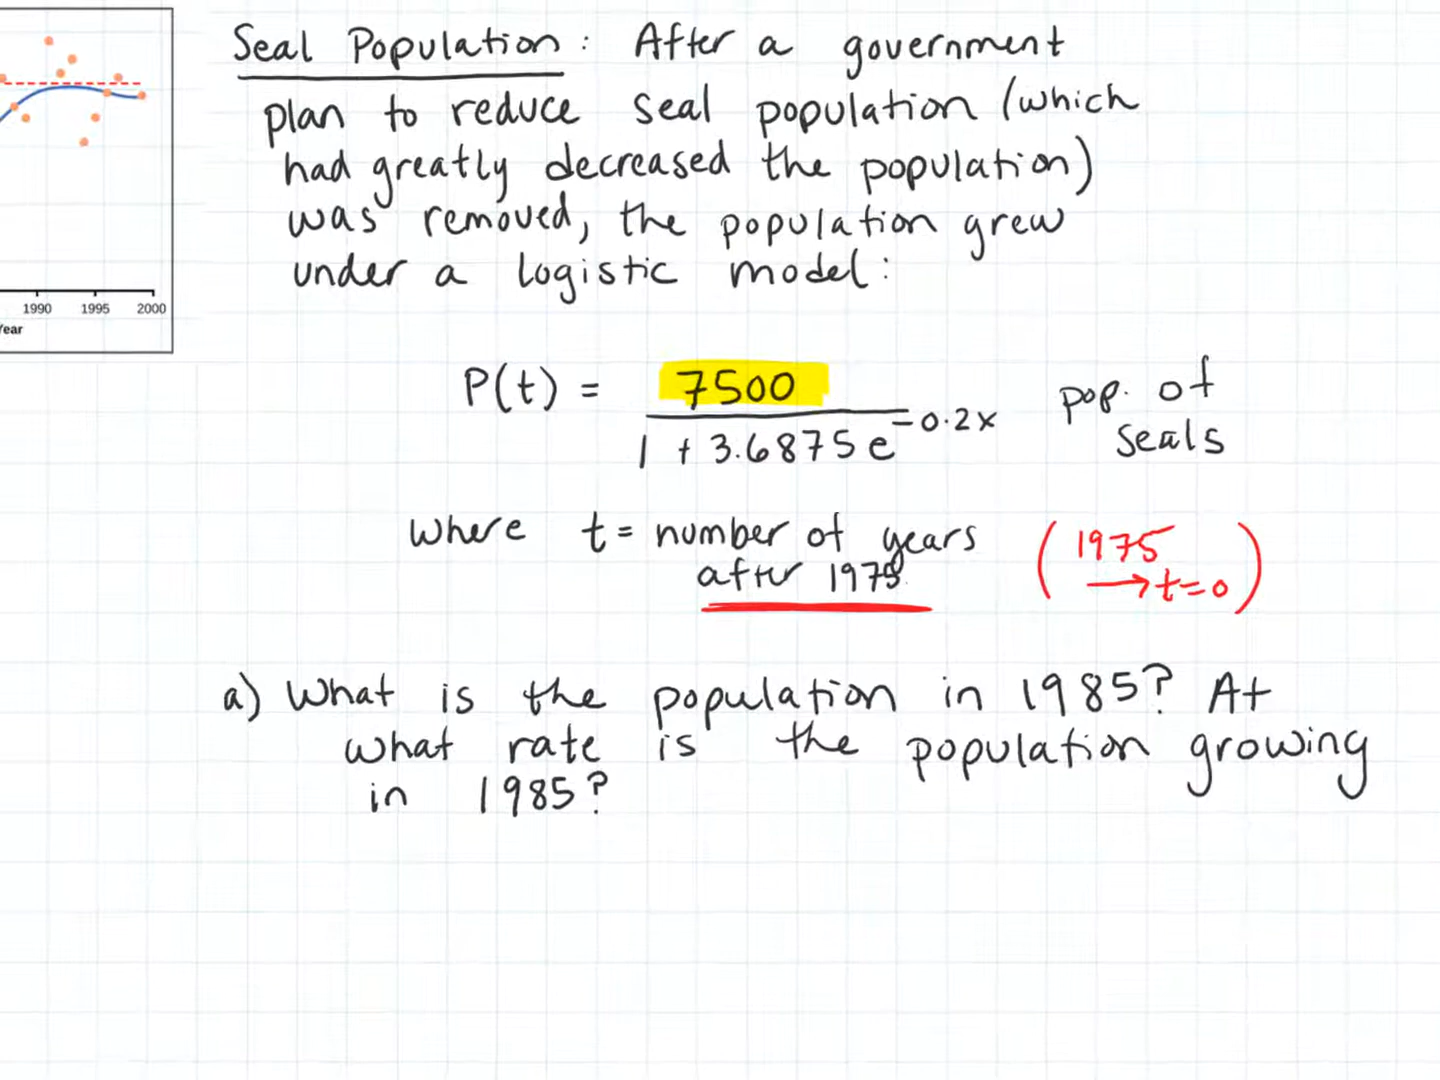 Seal Population: After a government
plan to reduce seal population (which
had greatly decreased the population)
was removed, the population grew
under a logistic model:
1990 1995 2000
Year
P(t) = 7500
1 + 3.6875 e^-0.2x
pop. of
seals
where t = number of years
after 1975
(1975
→ t=0)
a) What is the population in 1985? At
what rate is the population growing
in 1985?